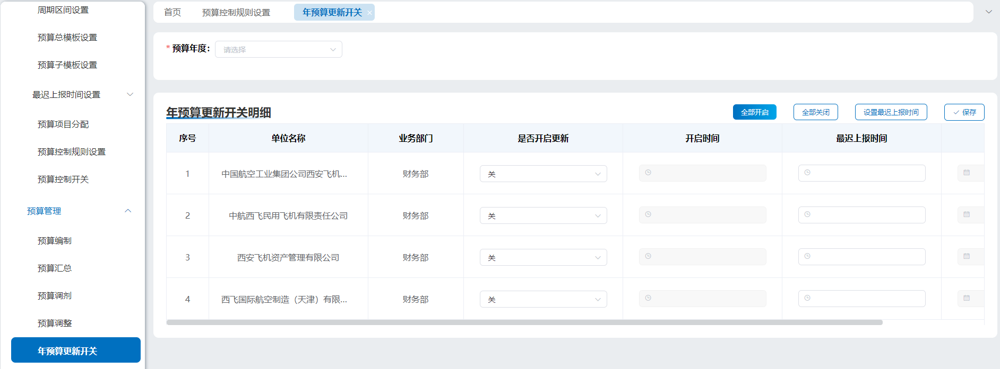 周期区间设置
预算总模板设置
预算子模板设置
最迟上报时间设置
预算项目分配
预算控制规则设置
预算控制开关
预算管理
预算编制
预算汇总
预算调剂
预算调整
年预算更新开关
首页 预算控制规则设置 年预算更新开关
* 预算年度： 请选择
年预算更新开关明细
全部开启 全部关闭 设置最迟上报时间 保存
序号 单位名称 业务部门 是否开启更新 开启时间 最迟上报时间
1 中国航空工业集团公司西安飞机... 财务部 关
2 中航西飞民用飞机有限责任公司 财务部 关
3 西安飞机资产管理有限公司 财务部 关
4 西飞国际航空制造（天津）有限... 财务部 关